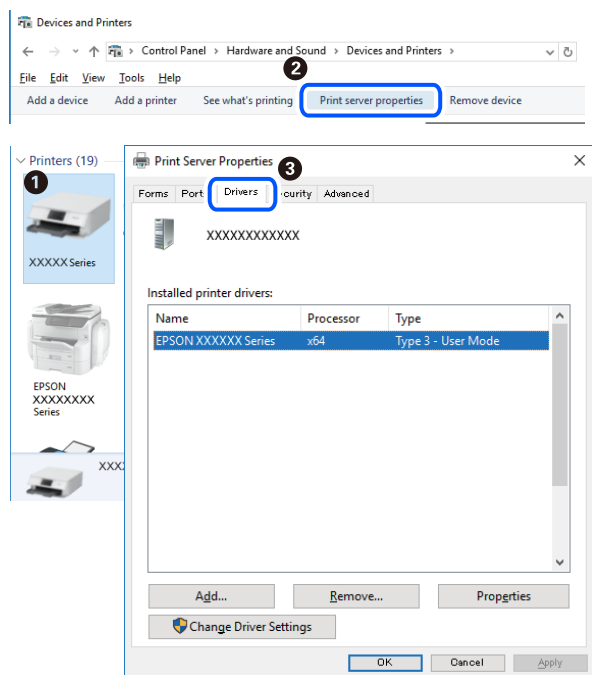 Devices and Printers
Control Panel > Hardware and Sound > Devices and Printers >
2
File Edit View Tools Help
Add a device Add a printer See what's printing Print server properties Remove device
Printers (19)
1
XXXXX Series
EPSON
XXXXXXXX
Series
XXX
Print Server Properties
3
Forms Port Drivers curity Advanced
XXXXXXXXXXXX
Installed printer drivers:
Name Processor Type
EPSON XXXXXX Series x64 Type 3 - User Mode
Add... Remove... Properties
Change Driver Settings
OK Cancel Apply